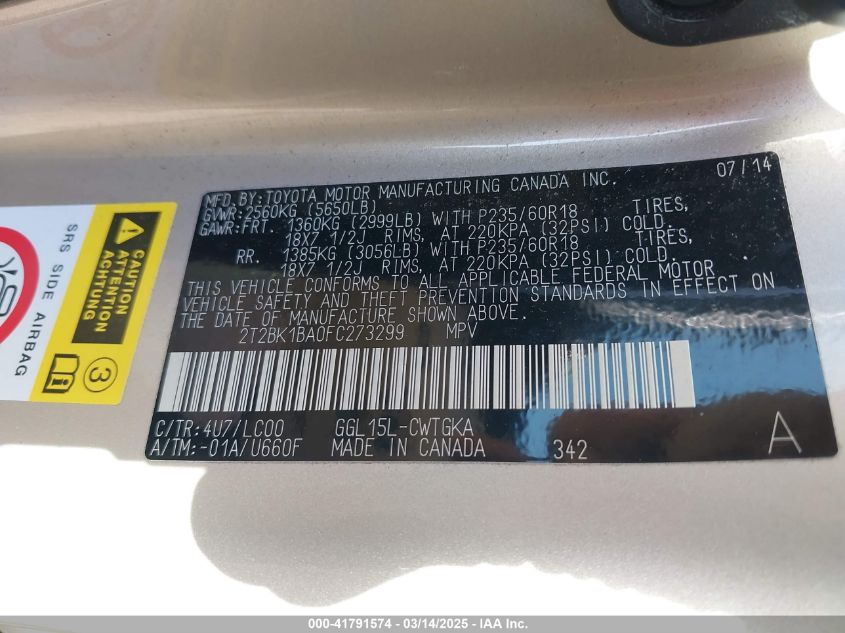 07/14
MFD.BY:TOYOTA MOTOR MANUFACTURING CANADA INC.
GVWR:2560KG (5650LB)
GAWR:FRT. 1360KG (2999LB) WITH P235/60R18 TIRES,
18X7 1/2J RIMS, AT 220KPA (32PSI) COLD.
RR. 1385KG (3056LB) WITH P235/60R18 TIRES,
18X7 1/2J RIMS, AT 220KPA (32PSI) COLD.
THIS VEHICLE CONFORMS TO ALL APPLICABLE FEDERAL MOTOR
VEHICLE SAFETY AND THEFT PREVENTION STANDARDS IN EFFECT ON
THE DATE OF MANUFACTURE SHOWN ABOVE.
2T2BK1BA0FC273299 MPV
C/TR:4U7/LC00 GGL15L-CWTGKA
A/TM:-01A/U660F MADE IN CANADA 342 A
SRS SIDE AIRBAG
CAUTION
ATTENTION
ACHTUNG
3
000-41791574 - 03/14/2025 - IAA Inc.